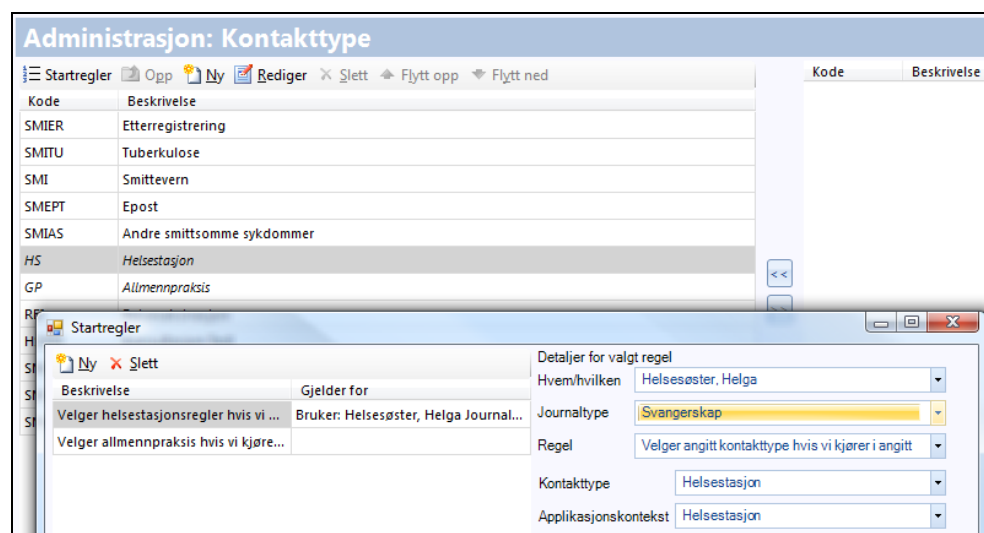 Administrasjon: Kontakttype
Startregler Opp Ny Rediger Slett Flytt opp Flytt ned
Kode Beskrivelse
Kode Beskrivelse
SMIER Etterregistrering
SMITU Tuberkulose
SMI Smittevern
SMEPT Epost
SMIAS Andre smittsomme sykdommer
HS Helsestasjon
GP Allmennpraksis
<<
Startregler
Ny Slett
Beskrivelse Gjelder for
Velger helsestasjonsregler hvis vi ... Bruker: Helsesøster, Helga Journal...
Velger allmennpraksis hvis vi kjøre...
Detaljer for valgt regel
Hvem/hvilken Helsesøster, Helga
Journaltype Svangerskap
Regel Velger angitt kontakttype hvis vi kjører i angitt
Kontakttype Helsestasjon
Applikasjonskontekst Helsestasjon